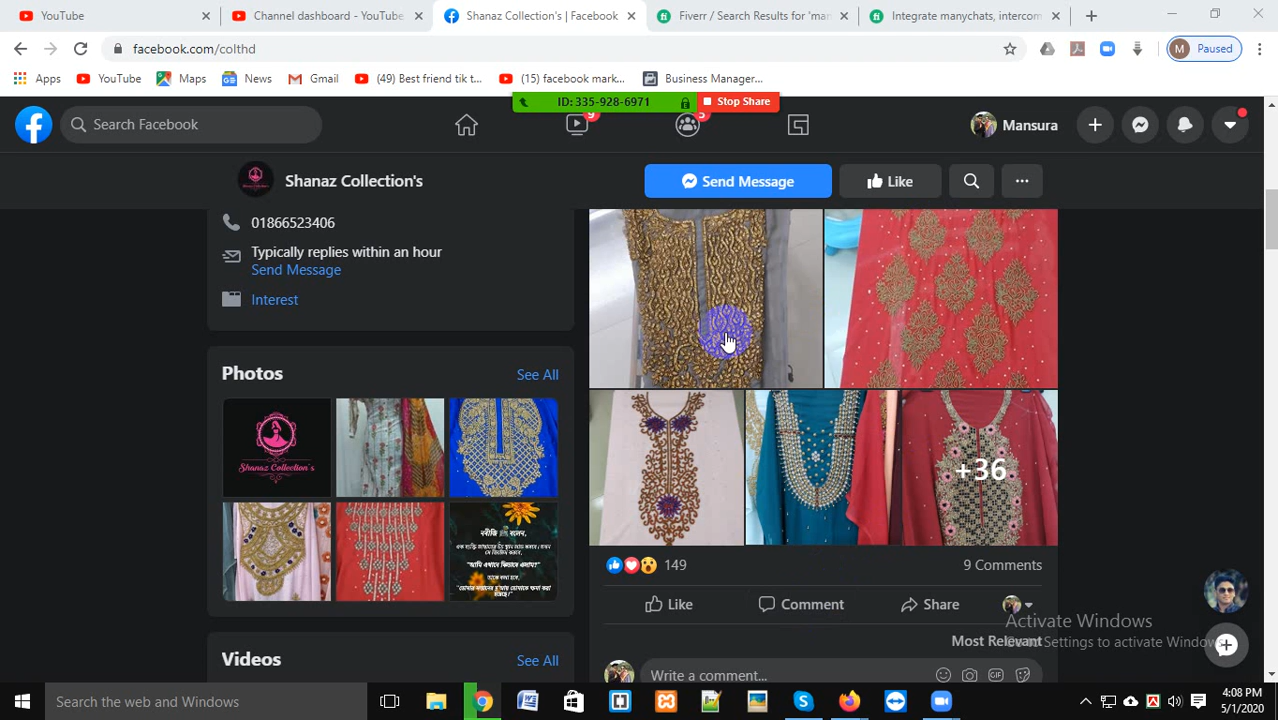 YouTube
Channel dashboard - YouTube
Shanaz Collection's | Facebook
Fiverr / Search Results for 'man
Integrate manychats, intercom
facebook.com/colthd
M Paused
Apps
YouTube
Maps
News
Gmail
(49) Best friend tik t...
(15) facebook mark...
Business Manager...
ID: 335-928-6971
Stop Share
Search Facebook
9
5
Mansura
Shanaz Collection's
Send Message
Like
01866523406
Typically replies within an hour
Send Message
Interest
Photos
See All
Shanaz Collection's
+36
149
9 Comments
Like
Comment
Share
Activate Windows
Go to Settings to activate Windows.
Most Relevant
Videos
See All
Write a comment...
GIF
Search the web and Windows
4:08 PM
5/1/2020